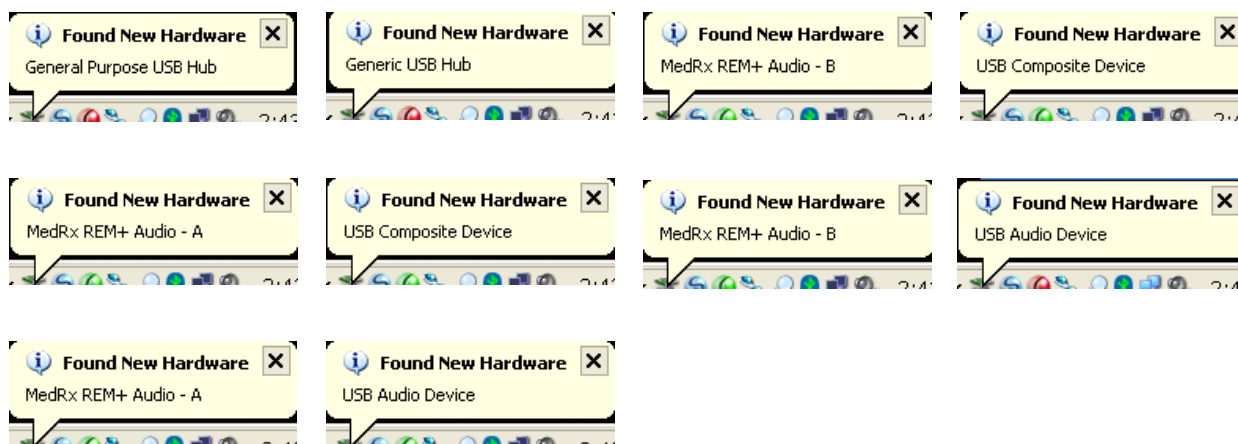 Found New Hardware
General Purpose USB Hub
Found New Hardware
Generic USB Hub
Found New Hardware
MedRx REM+ Audio - B
Found New Hardware
USB Composite Device
Found New Hardware
MedRx REM+ Audio - A
Found New Hardware
USB Composite Device
Found New Hardware
MedRx REM+ Audio - B
Found New Hardware
USB Audio Device
Found New Hardware
MedRx REM+ Audio - A
Found New Hardware
USB Audio Device